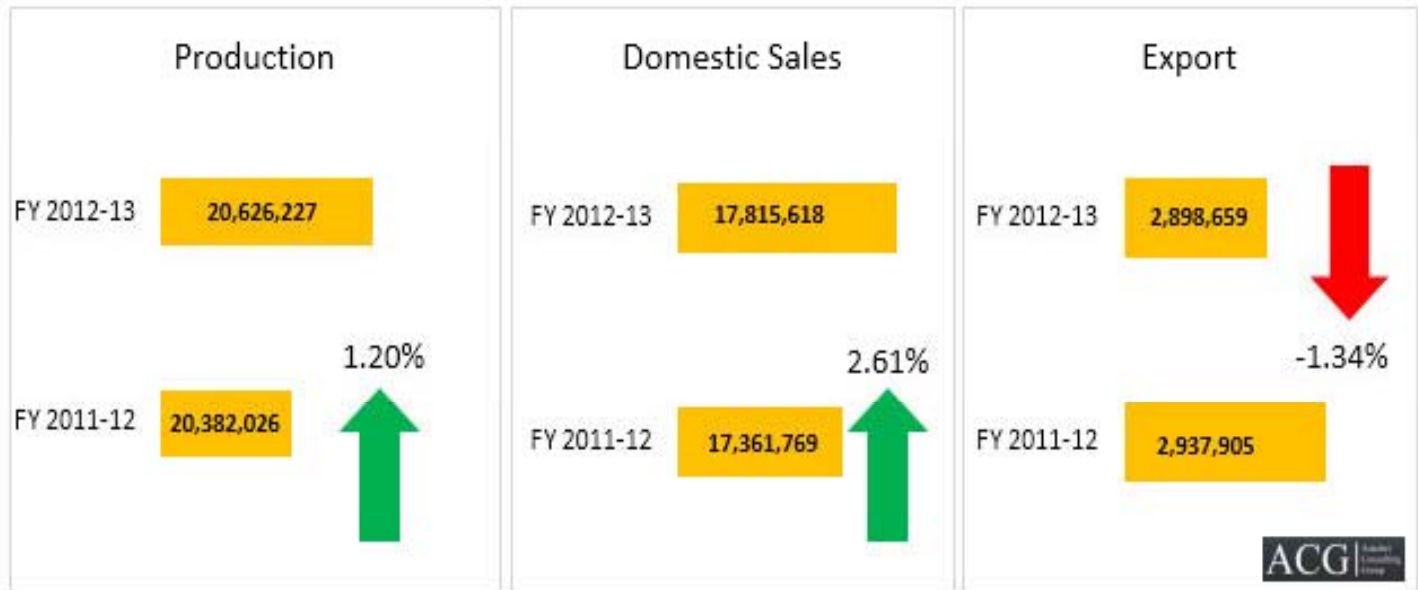 Production
FY 2012-13
20,626,227
1.20%
FY 2011-12
20,382,026
Domestic Sales
FY 2012-13
17,815,618
2.61%
FY 2011-12
17,361,769
Export
FY 2012-13
2,898,659
-1.34%
FY 2011-12
2,937,905
ACG
Consulting
Group